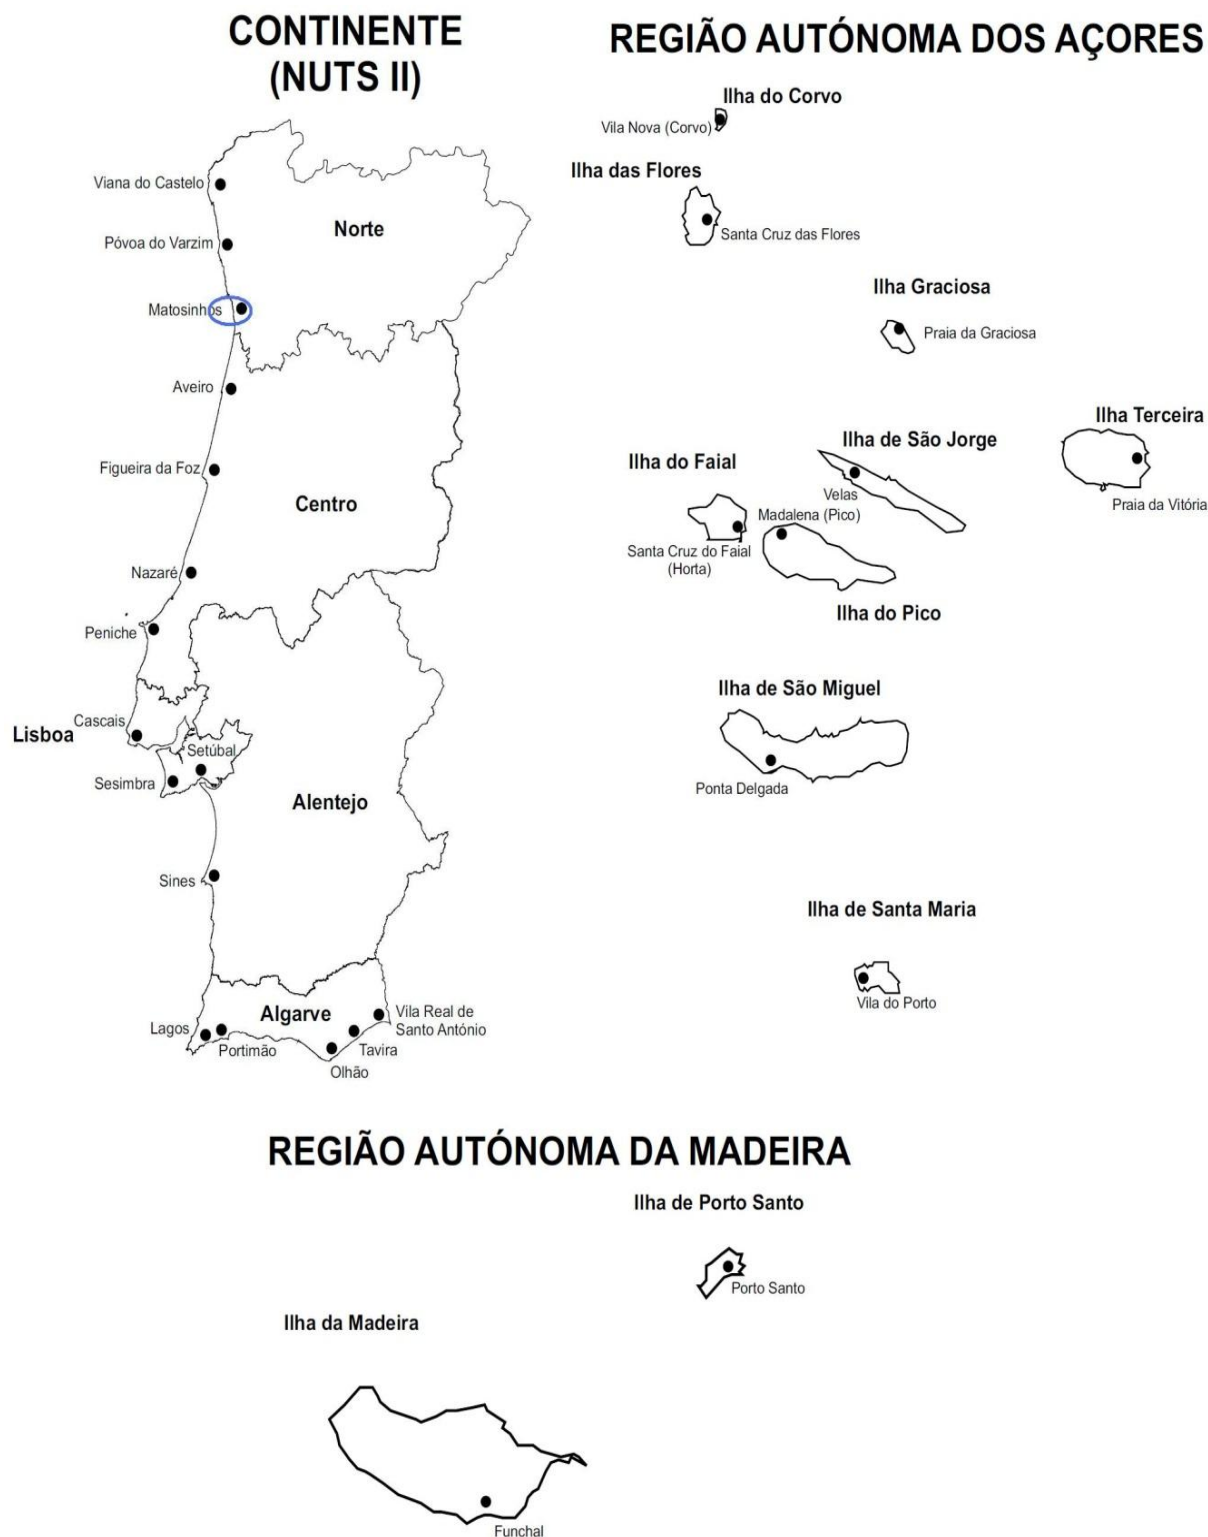 CONTINENTE
(NUTS II)
Viana do Castelo
Póvoa do Varzim
Norte
Matosinhos
Aveiro
Figueira da Foz
Centro
Nazaré
Peniche
Lisboa
Cascais
Setúbal
Sesimbra
Alentejo
Sines
Algarve
Lagos
Portimão
Vila Real de
Santo António
Tavira
Olhão
REGIÃO AUTÓNOMA DOS AÇORES
Ilha do Corvo
Vila Nova (Corvo)
Ilha das Flores
Santa Cruz das Flores
Ilha Graciosa
Praia da Graciosa
Ilha Terceira
Praia da Vitória
Ilha de São Jorge
Velas
Ilha do Faial
Santa Cruz do Faial
(Horta)
Madalena (Pico)
Ilha do Pico
Ilha de São Miguel
Ponta Delgada
Ilha de Santa Maria
Vila do Porto
REGIÃO AUTÓNOMA DA MADEIRA
Ilha de Porto Santo
Porto Santo
Ilha da Madeira
Funchal